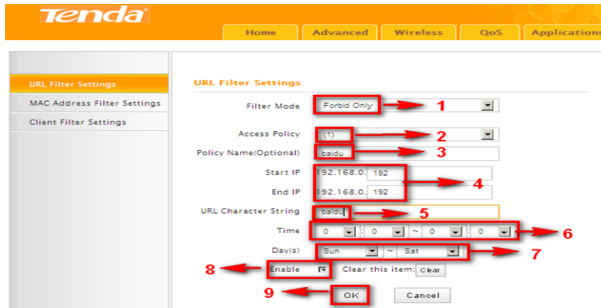 Tenda
Home Advanced Wireless QoS Applications
URL Filter Settings
MAC Address Filter Settings
Client Filter Settings
URL Filter Settings
Filter Mode Forbid Only 1
Access Policy (1) 2
Policy Name(Optional) baidu 3
Start IP 192.168.0. 192
4
End IP 192.168.0. 192
URL Character String baidu 5
Time 0 : 0 ~ 0 : 0 6
Day(s) Sun ~ Sat 7
8 Enable Clear this item: Clear
9 OK Cancel